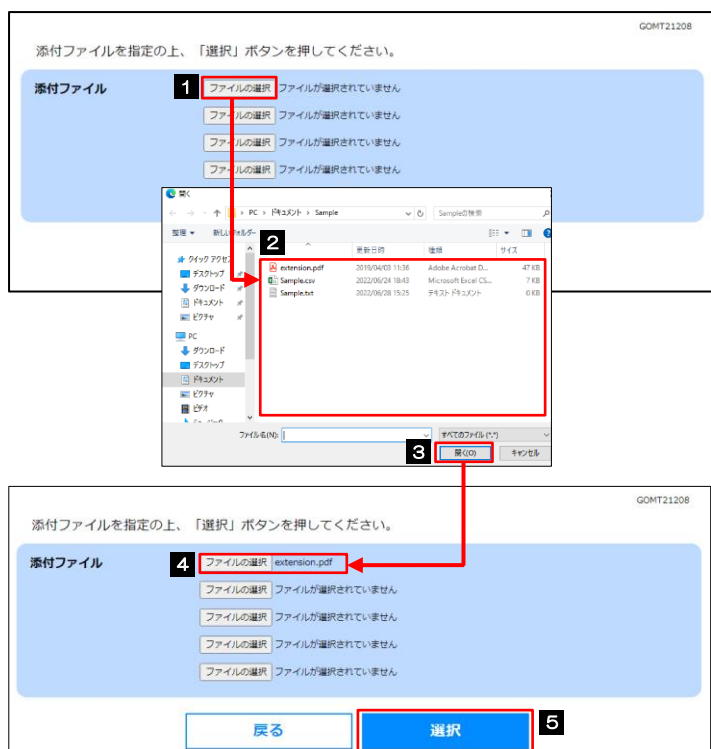 GOMT21208
添付ファイルを指定の上、「選択」ボタンを押してください。
添付ファイル 1 ファイルの選択 ファイルが選択されていません
ファイルの選択 ファイルが選択されていません
ファイルの選択 ファイルが選択されていません
ファイルの選択 ファイルが選択されていません
開く
PC > ドキュメント > Sample Sampleの検索
整理 新しいフォルダー
2
更新日時 種類 サイズ
クイック アクセス
extension.pdf 2019/04/03 11:36 Adobe Acrobat D... 47 KB
デスクトップ Sample.csv 2022/06/24 18:43 Microsoft Excel CS... 7 KB
ダウンロード Sample.txt 2022/06/28 15:25 テキスト ドキュメント 0 KB
ドキュメント
ピクチャ
PC
ダウンロード
デスクトップ
ドキュメント
ピクチャ
ビデオ
ファイル名(N): すべてのファイル (*.*)
3 開く(O) キャンセル
GOMT21208
添付ファイルを指定の上、「選択」ボタンを押してください。
添付ファイル 4 ファイルの選択 extension.pdf
ファイルの選択 ファイルが選択されていません
ファイルの選択 ファイルが選択されていません
ファイルの選択 ファイルが選択されていません
ファイルの選択 ファイルが選択されていません
戻る 選択 5